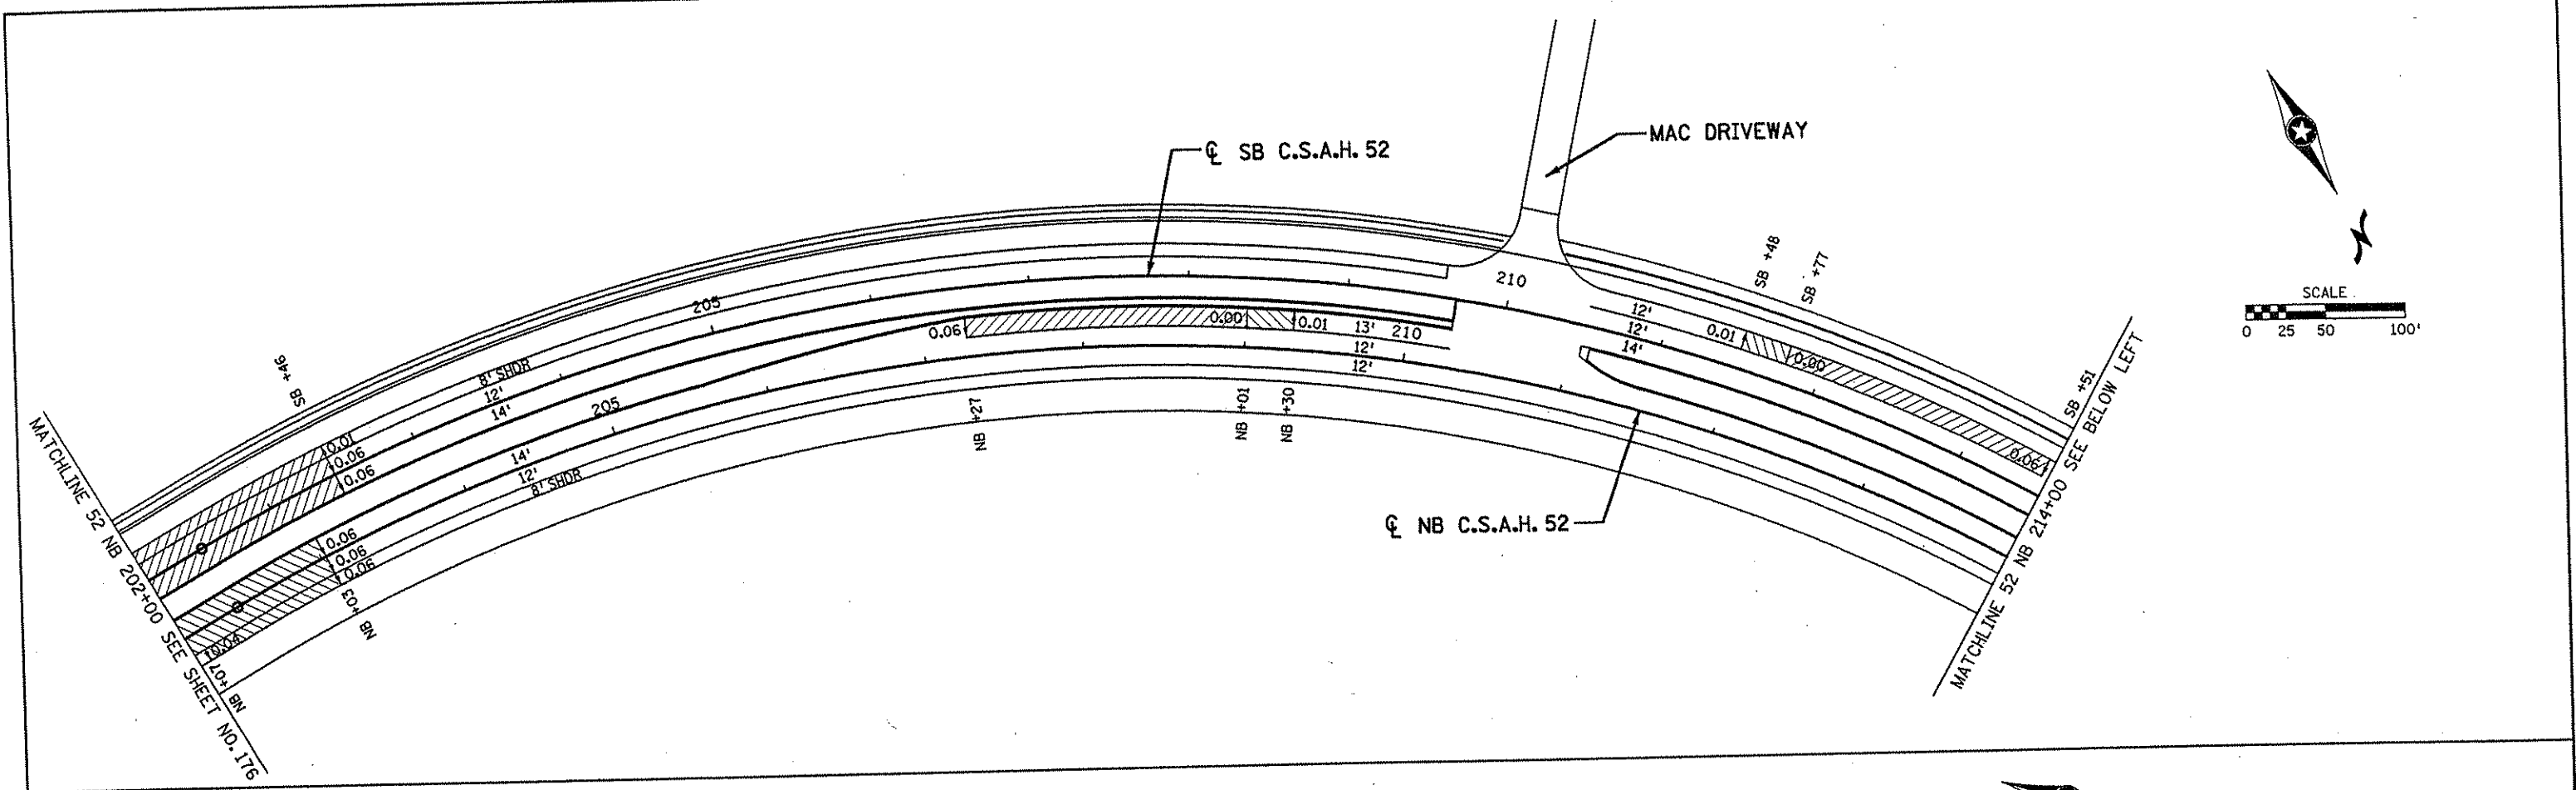 ℄ SB C.S.A.H. 52
MAC DRIVEWAY
SCALE
0 25 50 100'
SB +48
SB +77
SB +51
SB +46
205
210
8' SHDR
12'
14'
205
14'
12'
8' SHDR
0.01
0.06
0.06
0.06
0.06
0.06
0.04
NB +07
NB +03
0.06
0.00
0.01
13'
210
12'
12'
NB +27
NB +01
NB +30
12'
12'
14'
0.01
0.00
0.06
℄ NB C.S.A.H. 52
MATCHLINE 52 NB 202+00 SEE SHEET NO. 176
MATCHLINE 52 NB 214+00 SEE BELOW LEFT